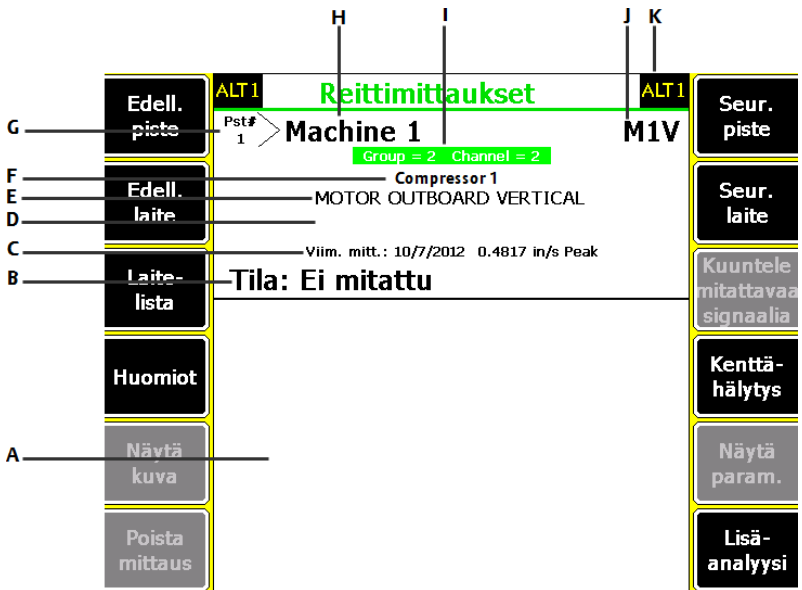 H I J K
ALT1 Reittimittaukset ALT1
Edell.
piste
Seur.
piste
G
Pst#
1
Machine 1 M1V
Group = 2 Channel = 2
F
Compressor 1
E
MOTOR OUTBOARD VERTICAL
Edell.
laite
Seur.
laite
D
C
Viim. mitt.: 10/7/2012 0.4817 in/s Peak
B
Tila: Ei mitattu
Laite-
lista
Kuuntele
mitattavaa
signaalia
Huomiot
Kenttä-
hälytys
A
Näytä
kuva
Näytä
param.
Poista
mittaus
Lisä-
analyysi